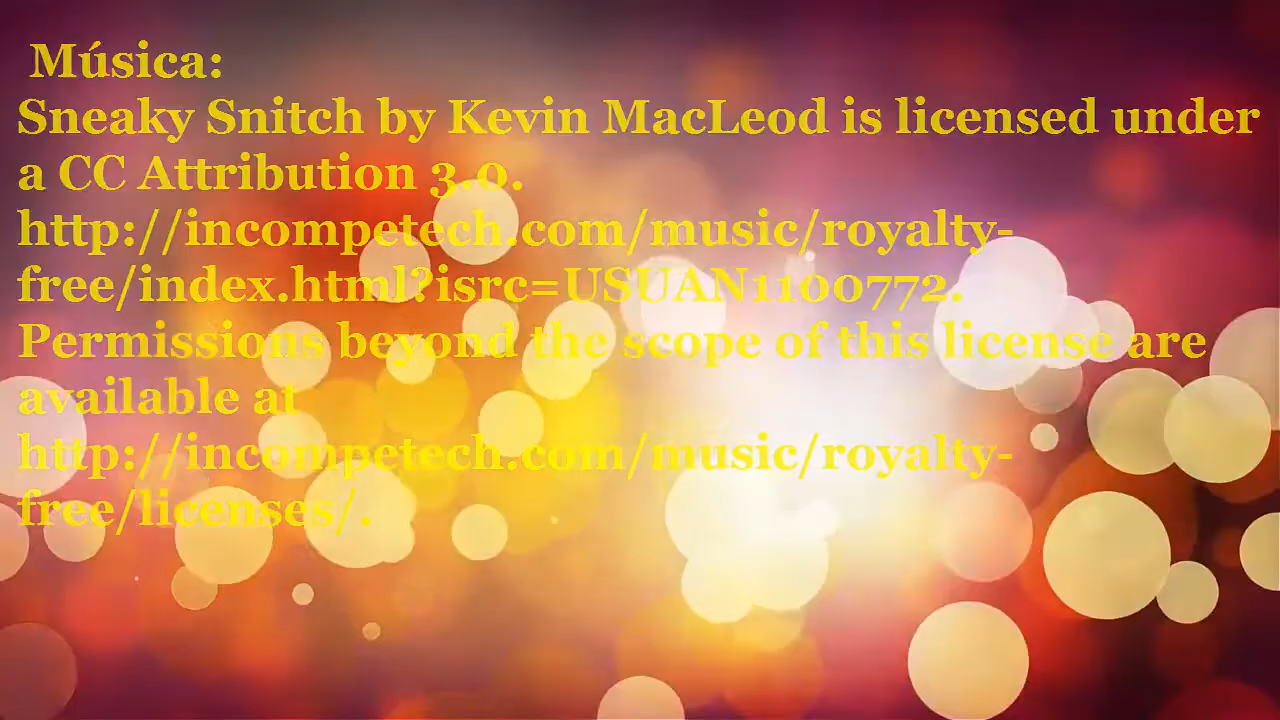 Música:
Sneaky Snitch by Kevin MacLeod is licensed under
a CC Attribution 3.0.
http://incompetech.com/music/royalty-
free/index.html?isrc=USUAN1100772.
Permissions beyond the scope of this license are
available at
http://incompetech.com/music/royalty-
free/licenses/.